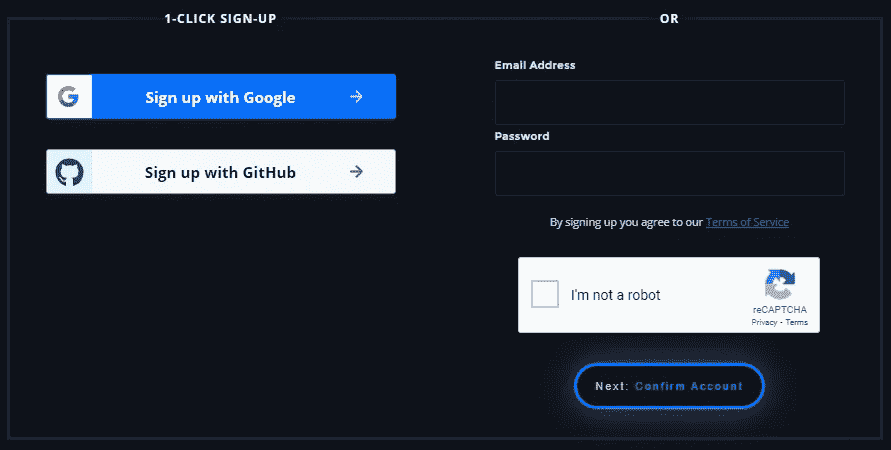 1-CLICK SIGN-UP
OR
Sign up with Google
Sign up with GitHub
Email Address
Password
By signing up you agree to our Terms of Service
I'm not a robot
reCAPTCHA
Privacy - Terms
Next: Confirm Account